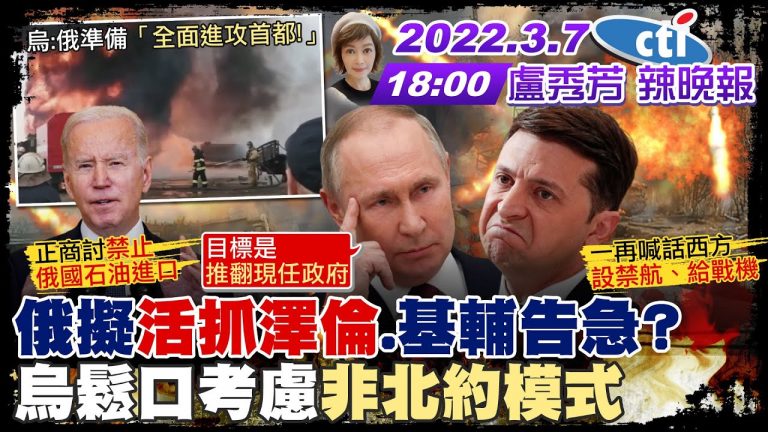 烏:俄準備「全面進攻首都!」
2022.3.7
cti
18:00 盧秀芳 辣晚報
正商討禁止
俄國石油進口
目標是
推翻現任政府
一再喊話西方
設禁航、給戰機
俄擬活抓澤倫.基輔告急?
烏鬆口考慮非北約模式